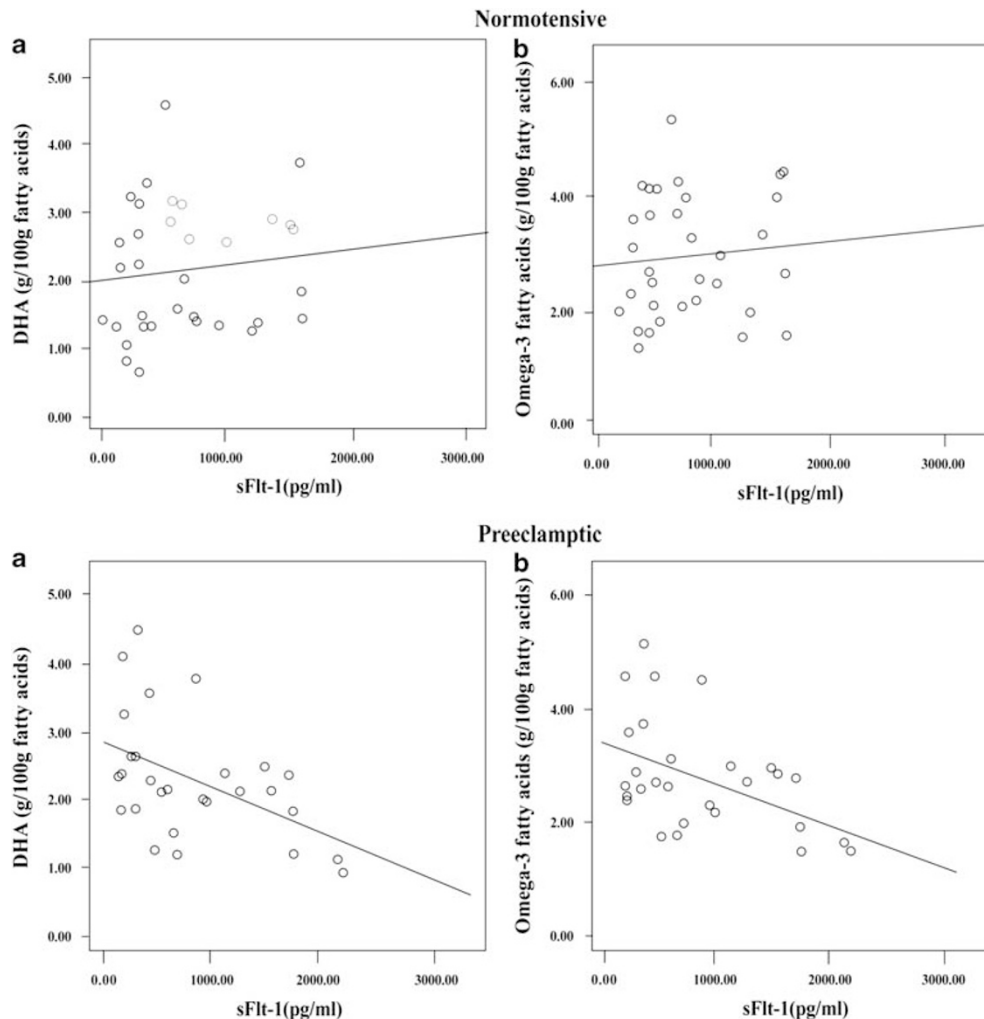 Normotensive
a
b
DHA (g/100g fatty acids)
5.00
4.00
3.00
2.00
1.00
0.00
0.00 1000.00 2000.00 3000.00
sFlt-1(pg/ml)
Omega-3 fatty acids (g/100g fatty acids)
6.00
4.00
2.00
0.00
0.00 1000.00 2000.00 3000.00
sFlt-1(pg/ml)
Preeclamptic
a
b
DHA (g/100g fatty acids)
5.00
4.00
3.00
2.00
1.00
0.00
0.00 1000.00 2000.00 3000.00
sFlt-1(pg/ml)
Omega-3 fatty acids (g/100g fatty acids)
6.00
4.00
2.00
0.00
0.00 1000.00 2000.00 3000.00
sFlt-1(pg/ml)